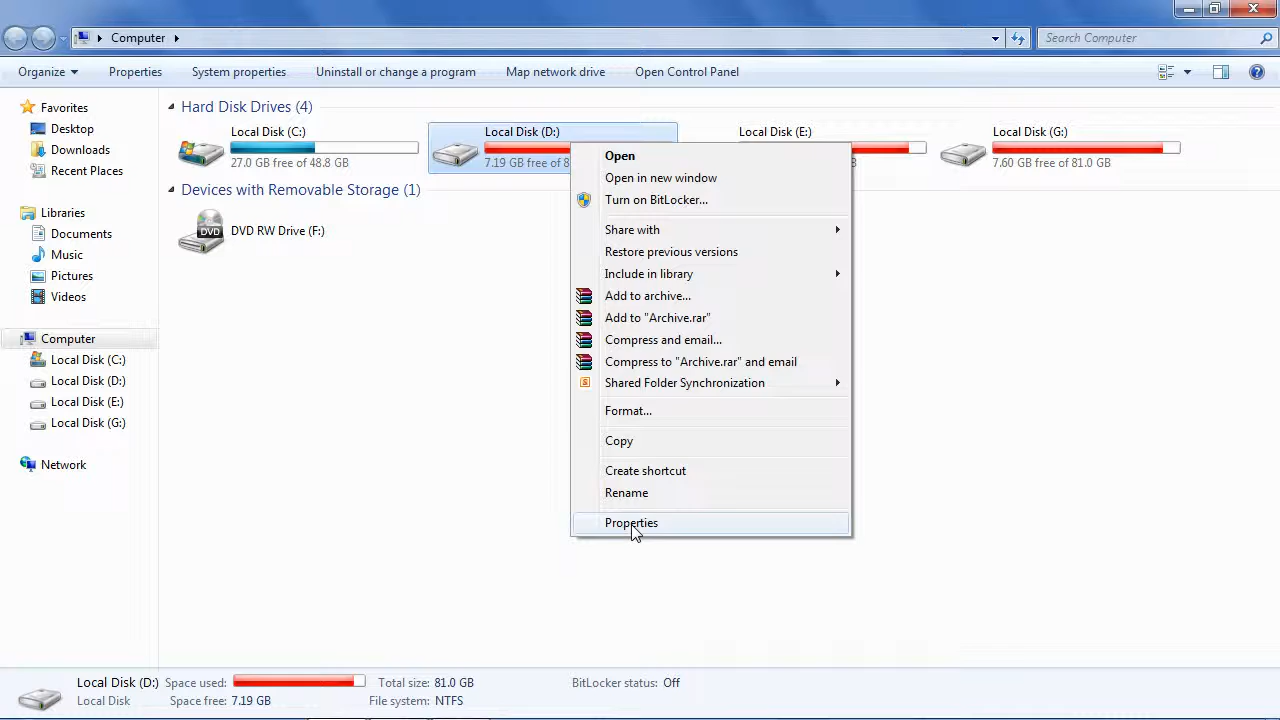 Computer
Search Computer
Organize Properties System properties Uninstall or change a program Map network drive Open Control Panel
Favorites
Desktop
Downloads
Recent Places
Libraries
Documents
Music
Pictures
Videos
Computer
Local Disk (C:)
Local Disk (D:)
Local Disk (E:)
Local Disk (G:)
Network
Hard Disk Drives (4)
Local Disk (C:)
27.0 GB free of 48.8 GB
Local Disk (D:)
7.19 GB free of 8
Local Disk (E:)
B
Local Disk (G:)
7.60 GB free of 81.0 GB
Devices with Removable Storage (1)
DVD
DVD RW Drive (F:)
Open
Open in new window
Turn on BitLocker...
Share with
Restore previous versions
Include in library
Add to archive...
Add to "Archive.rar"
Compress and email...
Compress to "Archive.rar" and email
S
Shared Folder Synchronization
Format...
Copy
Create shortcut
Rename
Properties
Local Disk (D:) Space used: Total size: 81.0 GB BitLocker status: Off
Local Disk Space free: 7.19 GB File system: NTFS